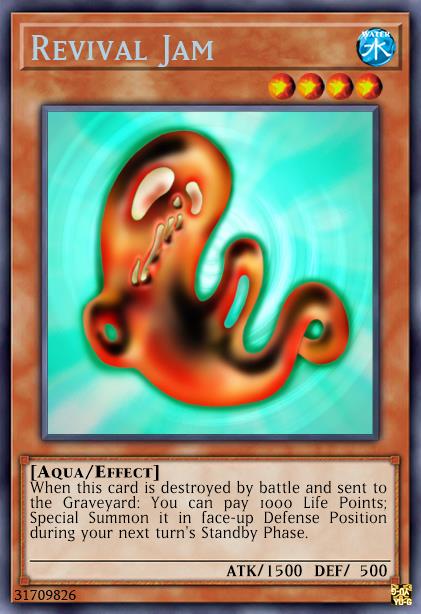 Revival Jam
WATER
水
[Aqua/Effect]
When this card is destroyed by battle and sent to
the Graveyard: You can pay 1000 Life Points;
Special Summon it in face-up Defense Position
during your next turn's Standby Phase.
ATK/1500 DEF/ 500
31709826